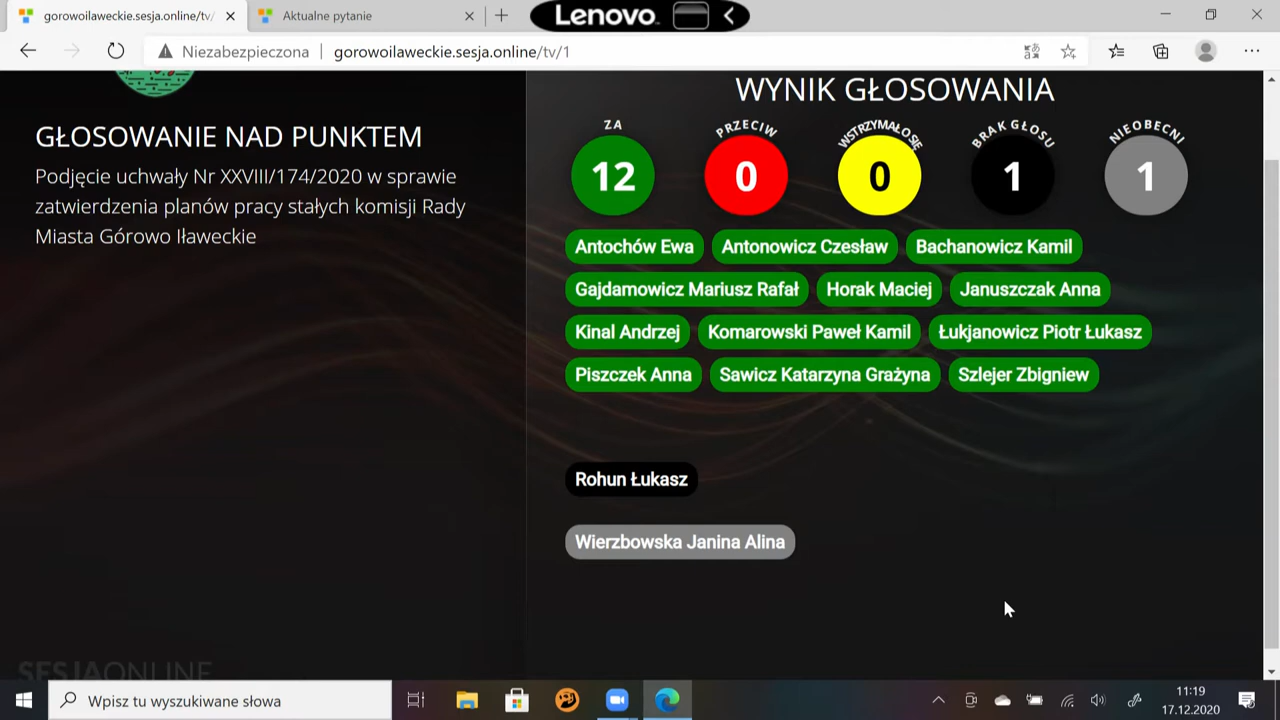 gorowoilaweckie.sesja.online/tv/
Aktualne pytanie
Lenovo
Niezabezpieczona
gorowoilaweckie.sesja.online/tv/1
GŁOSOWANIE NAD PUNKTEM
Podjęcie uchwały Nr XXVIII/174/2020 w sprawie
zatwierdzenia planów pracy stałych komisji Rady
Miasta Górowo Iławeckie
WYNIK GŁOSOWANIA
ZA PRZECIW WSTRZYMAŁO SIĘ BRAK GŁOSU NIEOBECNI
12 0 0 1 1
Antochów Ewa Antonowicz Czesław Bachanowicz Kamil
Gajdamowicz Mariusz Rafał Horak Maciej Januszczak Anna
Kinal Andrzej Komarowski Paweł Kamil Łukjanowicz Piotr Łukasz
Piszczek Anna Sawicz Katarzyna Grażyna Szlejer Zbigniew
Rohun Łukasz
Wierzbowska Janina Alina
SESJAONLINE
Wpisz tu wyszukiwane słowa
11:19
17.12.2020